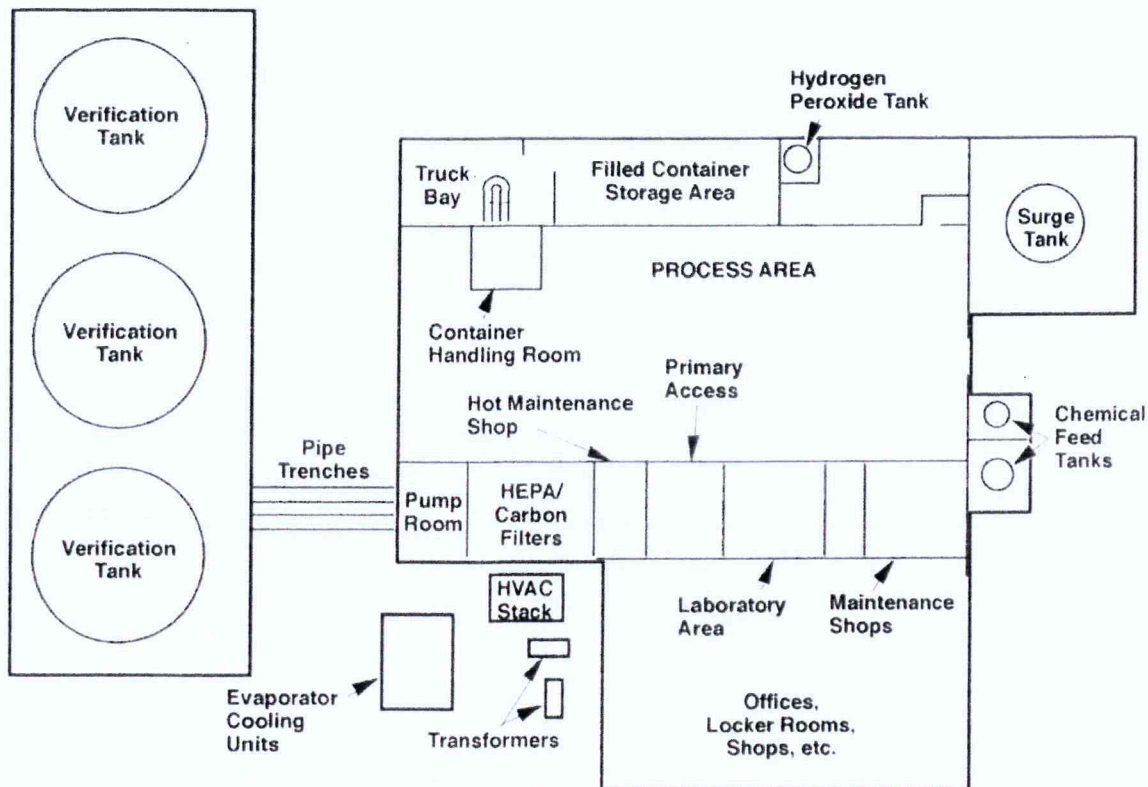 Verification
Tank
Verification
Tank
Verification
Tank
Pipe
Trenches
Hydrogen
Peroxide Tank
Truck
Bay
Filled Container
Storage Area
Surge
Tank
PROCESS AREA
Container
Handling Room
Primary
Access
Hot Maintenance
Shop
Chemical
Feed
Tanks
Pump
Room
HEPA/
Carbon
Filters
HVAC
Stack
Laboratory
Area
Maintenance
Shops
Evaporator
Cooling
Units
Transformers
Offices,
Locker Rooms,
Shops, etc.